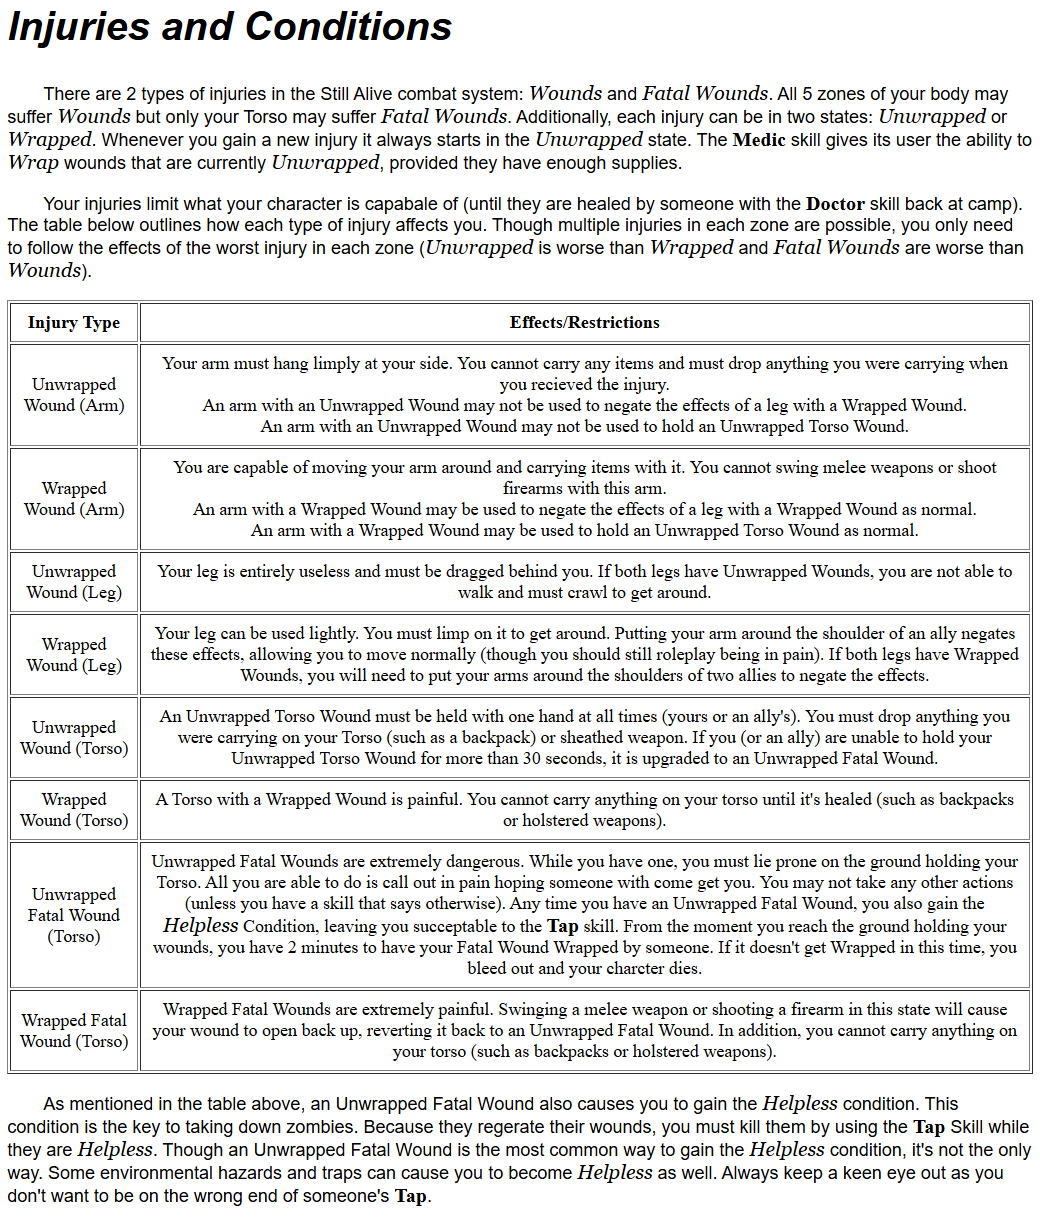 Injuries and Conditions
There are 2 types of injuries in the Still Alive combat system: Wounds and Fatal Wounds. All 5 zones of your body may
suffer Wounds but only your Torso may suffer Fatal Wounds. Additionally, each injury can be in two states: Unwrapped or
Wrapped. Whenever you gain a new injury it always starts in the Unwrapped state. The Medic skill gives its user the ability to
Wrap wounds that are currently Unwrapped, provided they have enough supplies.
Your injuries limit what your character is capabale of (until they are healed by someone with the Doctor skill back at camp).
The table below outlines how each type of injury affects you. Though multiple injuries in each zone are possible, you only need
to follow the effects of the worst injury in each zone (Unwrapped is worse than Wrapped and Fatal Wounds are worse than
Wounds).
Injury Type
Effects/Restrictions
Unwrapped
Wound (Arm)
Your arm must hang limply at your side. You cannot carry any items and must drop anything you were carrying when
you recieved the injury.
An arm with an Unwrapped Wound may not be used to negate the effects of a leg with a Wrapped Wound.
An arm with an Unwrapped Wound may not be used to hold an Unwrapped Torso Wound.
Wrapped
Wound (Arm)
You are capable of moving your arm around and carrying items with it. You cannot swing melee weapons or shoot
firearms with this arm.
An arm with a Wrapped Wound may be used to negate the effects of a leg with a Wrapped Wound as normal.
An arm with a Wrapped Wound may be used to hold an Unwrapped Torso Wound as normal.
Unwrapped
Wound (Leg)
Your leg is entirely useless and must be dragged behind you. If both legs have Unwrapped Wounds, you are not able to
walk and must crawl to get around.
Wrapped
Wound (Leg)
Your leg can be used lightly. You must limp on it to get around. Putting your arm around the shoulder of an ally negates
these effects, allowing you to move normally (though you should still roleplay being in pain). If both legs have Wrapped
Wounds, you will need to put your arms around the shoulders of two allies to negate the effects.
Unwrapped
Wound (Torso)
An Unwrapped Torso Wound must be held with one hand at all times (yours or an ally's). You must drop anything you
were carrying on your Torso (such as a backpack) or sheathed weapon. If you (or an ally) are unable to hold your
Unwrapped Torso Wound for more than 30 seconds, it is upgraded to an Unwrapped Fatal Wound.
Wrapped
Wound (Torso)
A Torso with a Wrapped Wound is painful. You cannot carry anything on your torso until it's healed (such as backpacks
or holstered weapons).
Unwrapped
Fatal Wound
(Torso)
Unwrapped Fatal Wounds are extremely dangerous. While you have one, you must lie prone on the ground holding your
Torso. All you are able to do is call out in pain hoping someone with come get you. You may not take any other actions
(unless you have a skill that says otherwise). Any time you have an Unwrapped Fatal Wound, you also gain the
Helpless Condition, leaving you succeptable to the Tap skill. From the moment you reach the ground holding your
wounds, you have 2 minutes to have your Fatal Wound Wrapped by someone. If it doesn't get Wrapped in this time, you
bleed out and your charcter dies.
Wrapped Fatal
Wound (Torso)
Wrapped Fatal Wounds are extremely painful. Swinging a melee weapon or shooting a firearm in this state will cause
your wound to open back up, reverting it back to an Unwrapped Fatal Wound. In addition, you cannot carry anything on
your torso (such as backpacks or holstered weapons).
As mentioned in the table above, an Unwrapped Fatal Wound also causes you to gain the Helpless condition. This
condition is the key to taking down zombies. Because they regerate their wounds, you must kill them by using the Tap Skill while
they are Helpless. Though an Unwrapped Fatal Wound is the most common way to gain the Helpless condition, it's not the only
way. Some environmental hazards and traps can cause you to become Helpless as well. Always keep a keen eye out as you
don't want to be on the wrong end of someone's Tap.